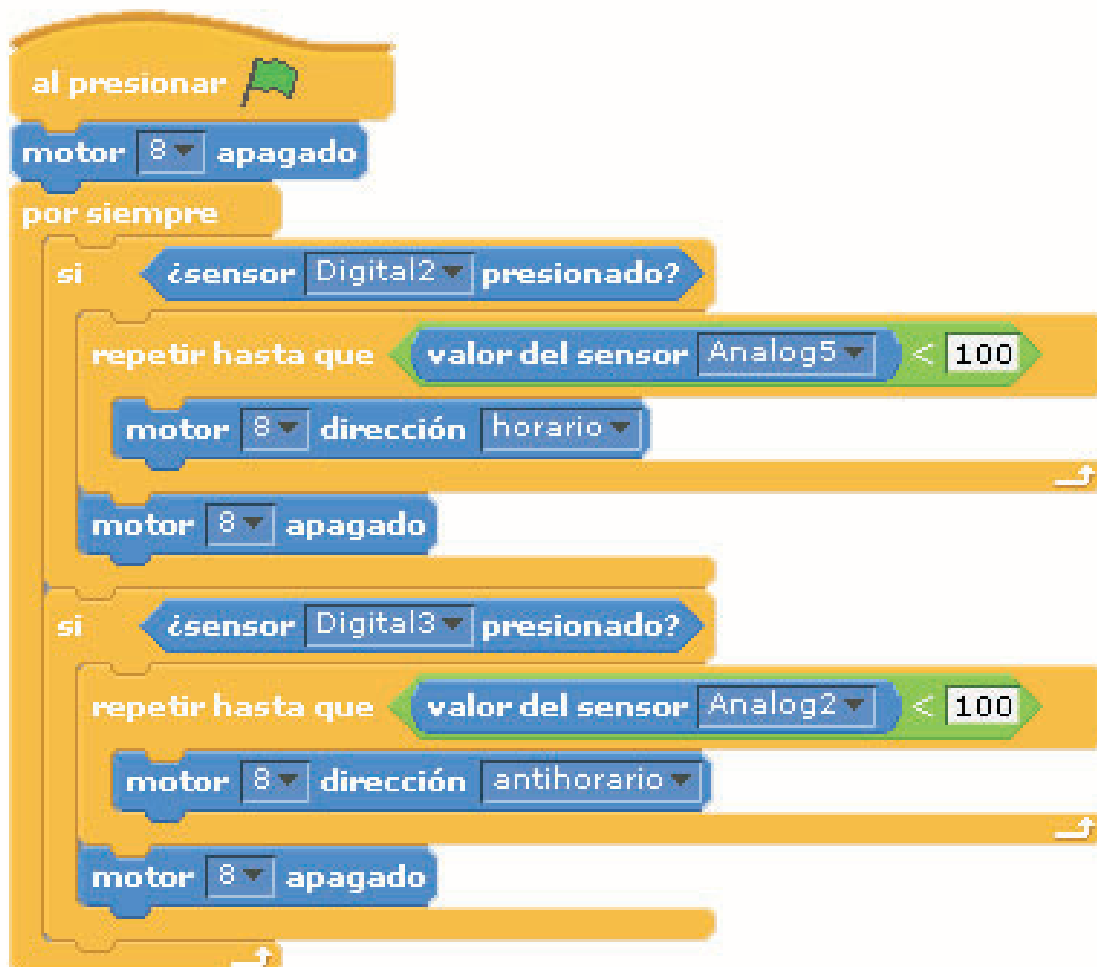 al presionar
motor 8 apagado
por siempre
si ¿sensor Digital2 presionado?
repetir hasta que valor del sensor Analog5 < 100
motor 8 dirección horario
motor 8 apagado
si ¿sensor Digital3 presionado?
repetir hasta que valor del sensor Analog2 < 100
motor 8 dirección antihorario
motor 8 apagado